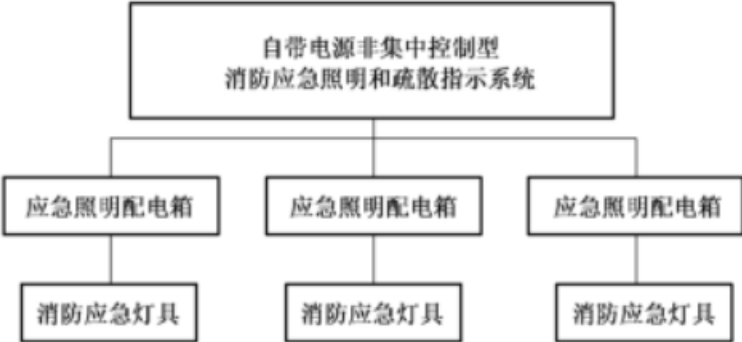 自带电源非集中控制型
消防应急照明和疏散指示系统
应急照明配电箱
应急照明配电箱
应急照明配电箱
消防应急灯具
消防应急灯具
消防应急灯具